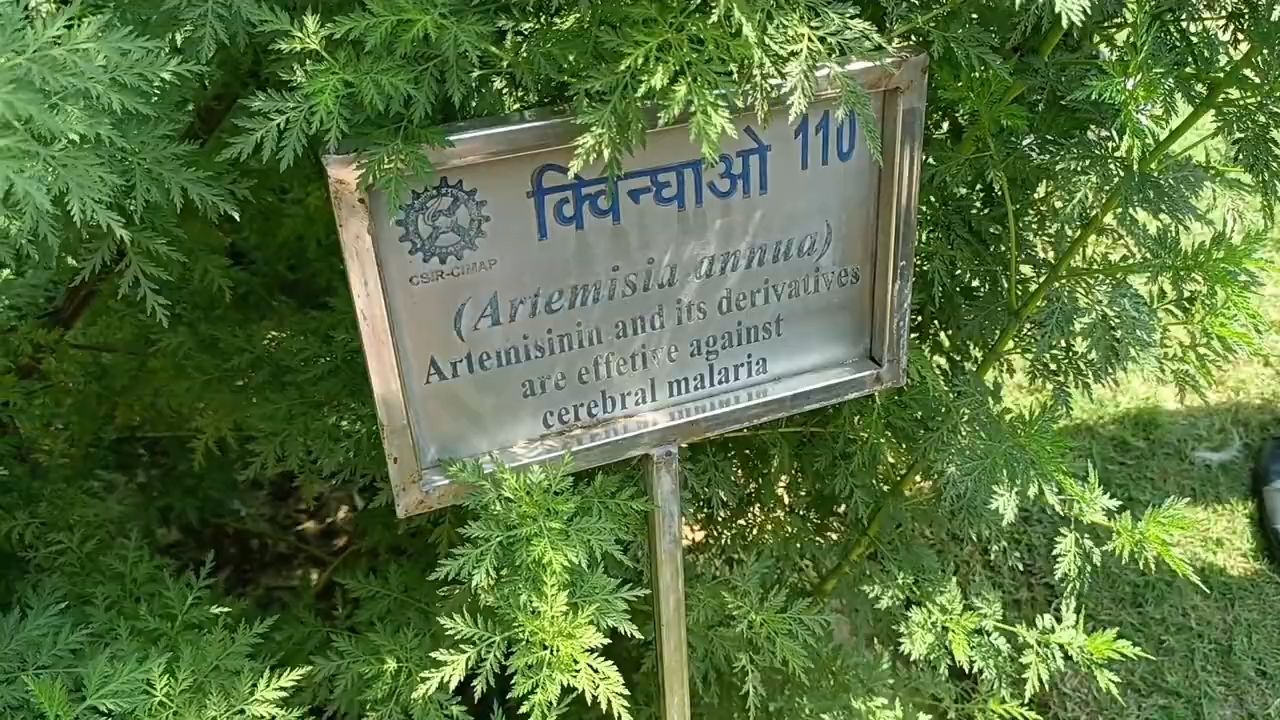 क्विन्घाओ 110
CSIR-CIMAP
(Artemisia annua)
Artemisinin and its derivatives
are effetive against
cerebral malaria